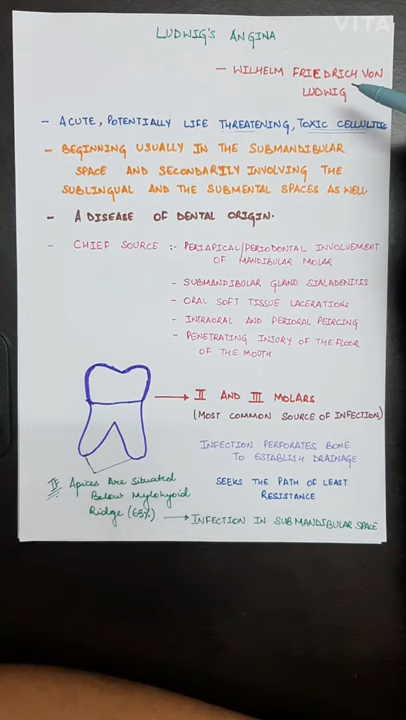 VITA
LUDWIG'S ANGINA
— WILHELM FRIEDRICH VON
LUDWIG
- ACUTE, POTENTIALLY LIFE THREATENING, TOXIC CELLULITIS
- BEGINNING USUALLY IN THE SUBMANDIBULAR
SPACE AND SECONDARILY INVOLVING THE
SUBLINGUAL AND THE SUBMENTAL SPACES AS WELL
- A DISEASE OF DENTAL ORIGIN.
- CHIEF SOURCE :- PERIAPICAL/PERIODONTAL INVOLVEMENT
OF MANDIBULAR MOLAR
- SUBMANDIBULAR GLAND SIALADENITIS
- ORAL SOFT TISSUE LACERATIONS
- INTRAORAL AND PERIORAL PEIRCING
- PENETRATING INJURY OF THE FLOOR
OF THE MOUTH
II AND III MOLARS
(MOST COMMON SOURCE OF INFECTION)
INFECTION PERFORATES BONE
TO ESTABLISH DRAINAGE
SEEKS THE PATH OF LEAST
RESISTANCE
IF Apices Are Situated
Below Mylohyoid
Ridge (65%) → INFECTION IN SUBMANDIBULAR SPACE